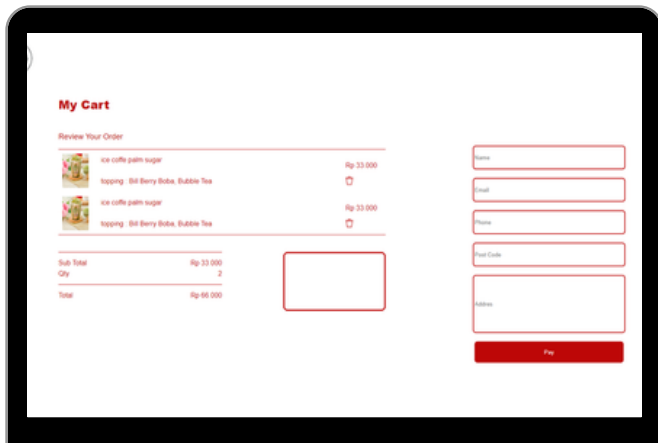 My Cart
Review Your Order
ice coffe palm sugar
Rp 33.000
topping : Bill Berry Boba, Bubble Tea
ice coffe palm sugar
Rp 33.000
topping : Bill Berry Boba, Bubble Tea
Sub Total Rp 33.000
Qty 2
Total Rp 66.000
Name
Email
Phone
Post Code
Addres
Pay